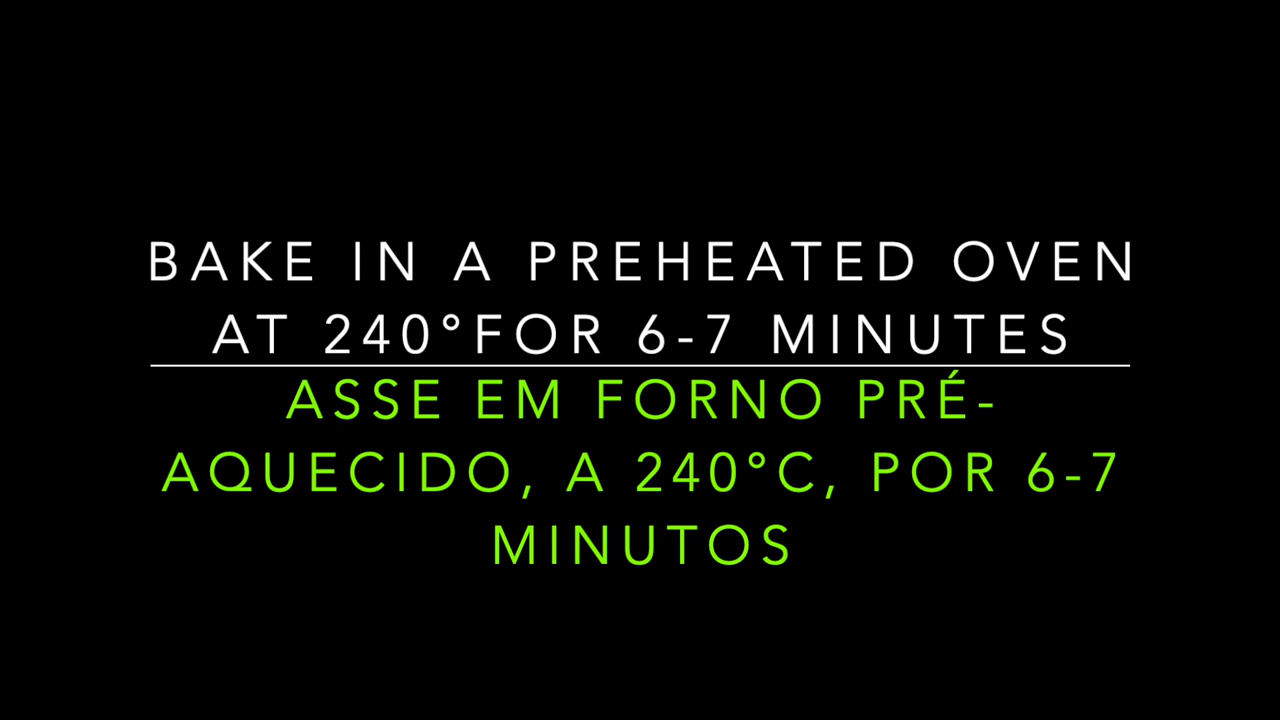 BAKE IN A PREHEATED OVEN
AT 240°FOR 6-7 MINUTES
ASSE EM FORNO PRÉ-
AQUECIDO, A 240°C, POR 6-7
MINUTOS